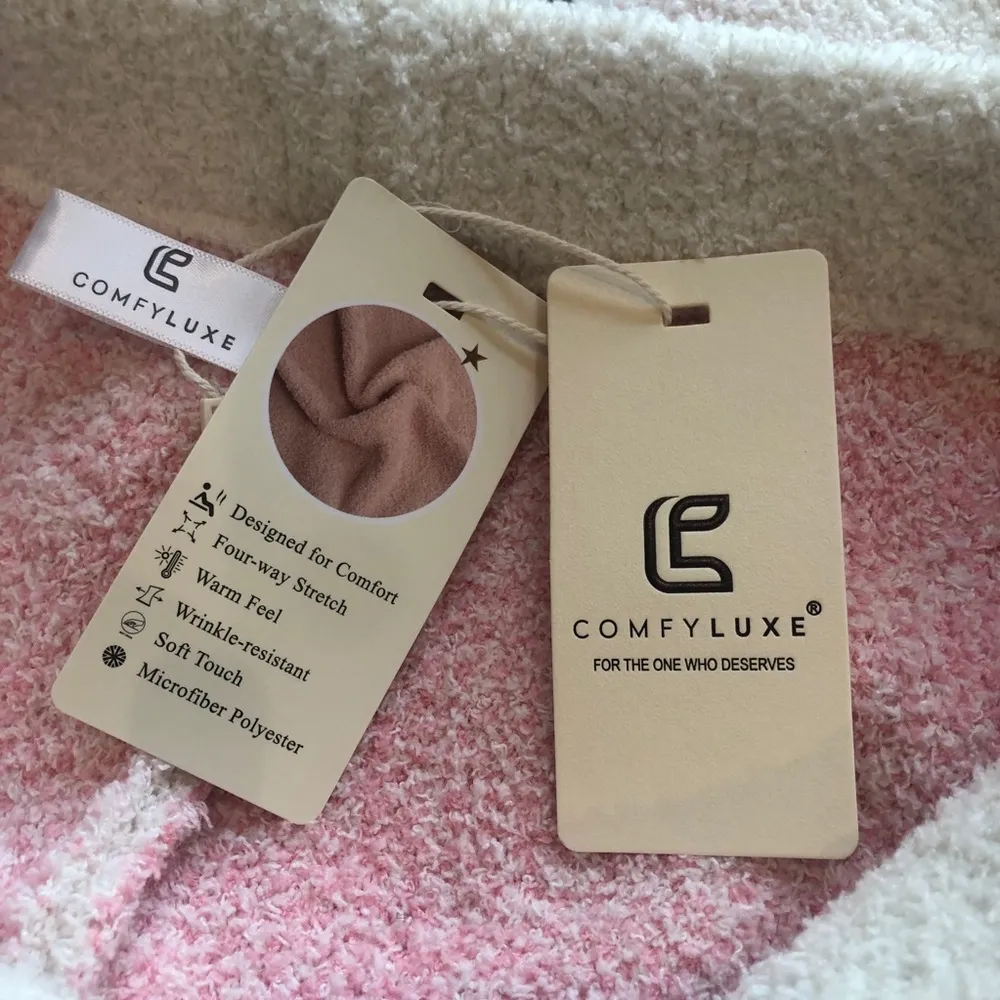 COMFYLUXE
Designed for Comfort
Four-way Stretch
Warm Feel
Wrinkle-resistant
Soft Touch
Microfiber Polyester
COMFYLUXE®
FOR THE ONE WHO DESERVES